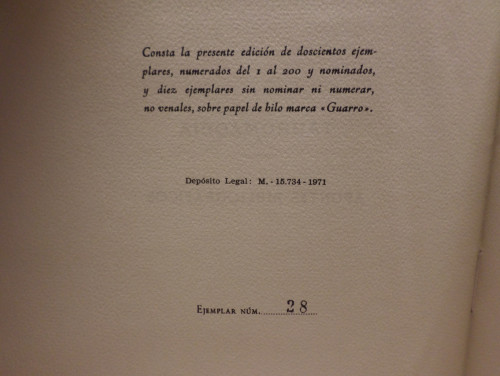 Consta la presente edición de doscientos ejem-
plares, numerados del 1 al 200 y nominados,
y diez ejemplares sin nominar ni numerar,
no venales, sobre papel de hilo marca «Guarro».
Depósito Legal: M. - 15.734 - 1971
Ejemplar núm. 28